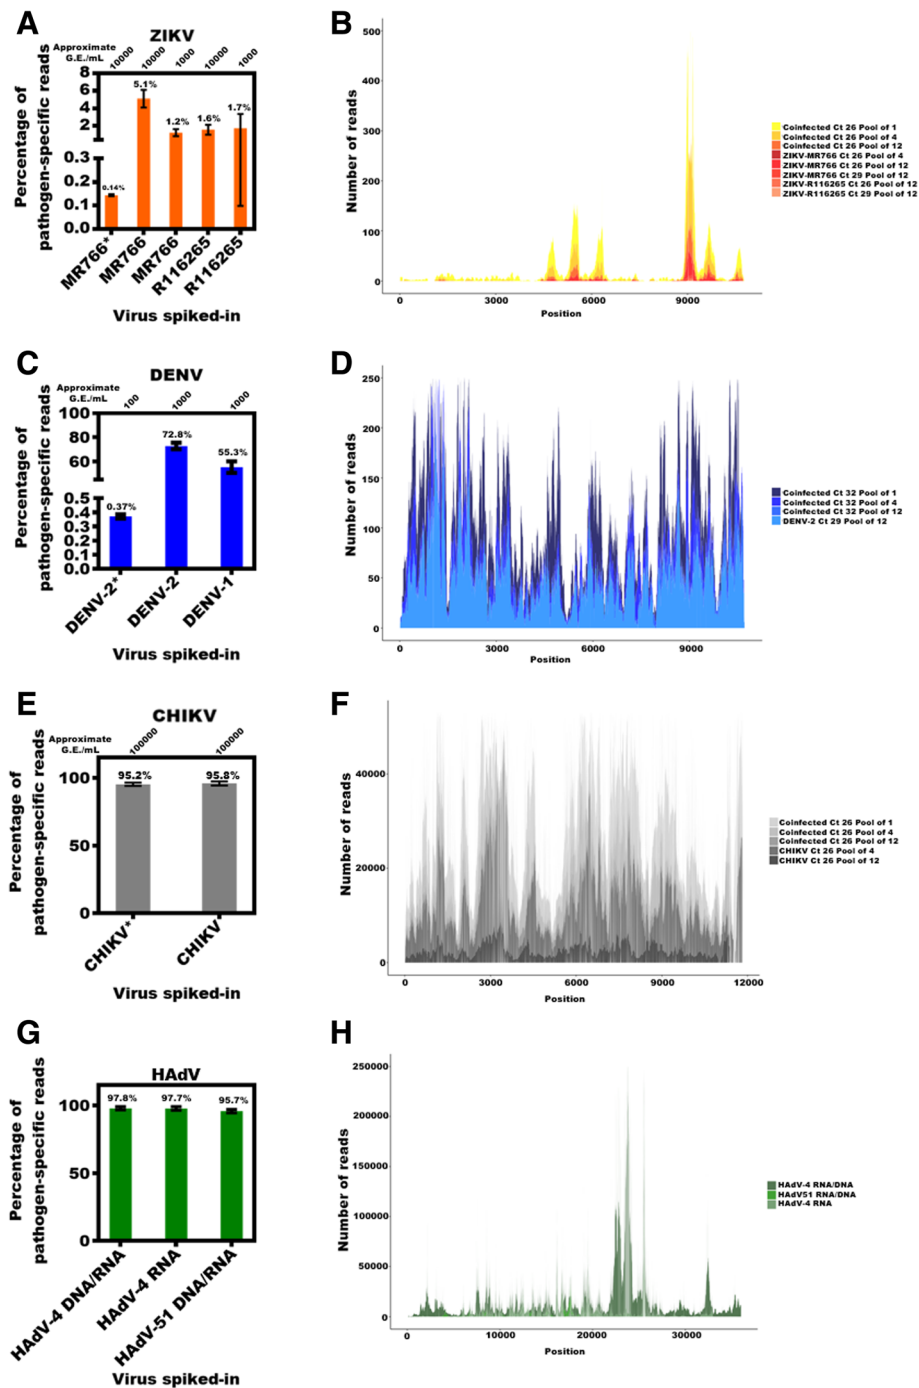 A
ZIKV
Approximate
G.E./mL
10000
10000
1000
10000
1000
Percentage of
pathogen-specific reads
8
6
4
2
0.3
0.2
0.1
0.0
0.14%
5.1%
1.2%
1.6%
1.7%
MR766*
MR766
MR766
R116265
R116265
Virus spiked-in
B
Number of reads
500
400
300
200
100
0
0
3000
6000
9000
Position
Coinfected Ct 26 Pool of 1
Coinfected Ct 26 Pool of 4
Coinfected Ct 26 Pool of 12
ZIKV-MR766 Ct 26 Pool of 4
ZIKV-MR766 Ct 26 Pool of 12
ZIKV-MR766 Ct 29 Pool of 12
ZIKV-R116265 Ct 26 Pool of 12
ZIKV-R116265 Ct 29 Pool of 12
C
DENV
Approximate
G.E./mL
100
1000
1000
Percentage of
pathogen-specific reads
100
80
60
0.5
0.4
0.3
0.2
0.1
0.0
0.37%
72.8%
55.3%
DENV-2*
DENV-2
DENV-1
Virus spiked-in
D
Number of reads
250
200
150
100
50
0
0
3000
6000
9000
Position
Coinfected Ct 32 Pool of 1
Coinfected Ct 32 Pool of 4
Coinfected Ct 32 Pool of 12
DENV-2 Ct 29 Pool of 12
E
CHIKV
Approximate
G.E./mL
100000
100000
Percentage of
pathogen-specific reads
100
50
0
95.2%
95.8%
CHIKV*
CHIKV
Virus spiked-in
F
Number of reads
40000
20000
0
0
3000
6000
9000
12000
Position
Coinfected Ct 26 Pool of 1
Coinfected Ct 26 Pool of 4
Coinfected Ct 26 Pool of 12
CHIKV Ct 26 Pool of 4
CHIKV Ct 26 Pool of 12
G
HAdV
Percentage of
pathogen-specific reads
100
50
0
97.8%
97.7%
95.7%
HAdV-4 DNA/RNA
HAdV-4 RNA
HAdV-51 DNA/RNA
Virus spiked-in
H
Number of reads
250000
200000
150000
100000
50000
0
0
10000
20000
30000
Position
HAdV-4 RNA/DNA
HAdV51 RNA/DNA
HAdV-4 RNA